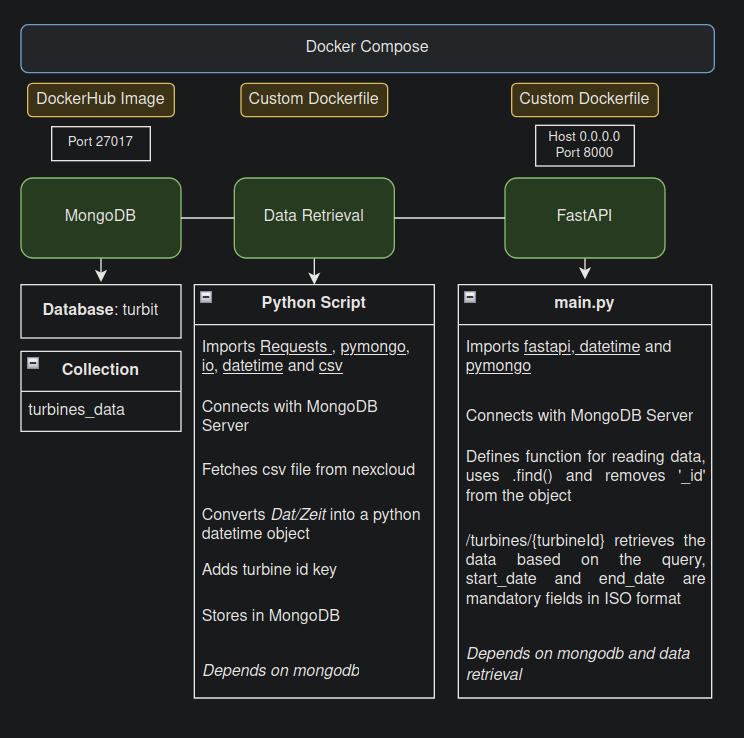 Docker Compose
DockerHub Image
Custom Dockerfile
Custom Dockerfile
Port 27017
Host 0.0.0.0
Port 8000
MongoDB
Data Retrieval
FastAPI
Database: turbit
Collection
turbines_data
Python Script
Imports Requests , pymongo,
io, datetime and csv
Connects with MongoDB
Server
Fetches csv file from nexcloud
Converts Dat/Zeit into a python
datetime object
Adds turbine id key
Stores in MongoDB
Depends on mongodb
main.py
Imports fastapi, datetime and
pymongo
Connects with MongoDB Server
Defines function for reading data,
uses .find() and removes '_id'
from the object
/turbines/{turbineId} retrieves the
data based on the query,
start_date and end_date are
mandatory fields in ISO format
Depends on mongodb and data
retrieval